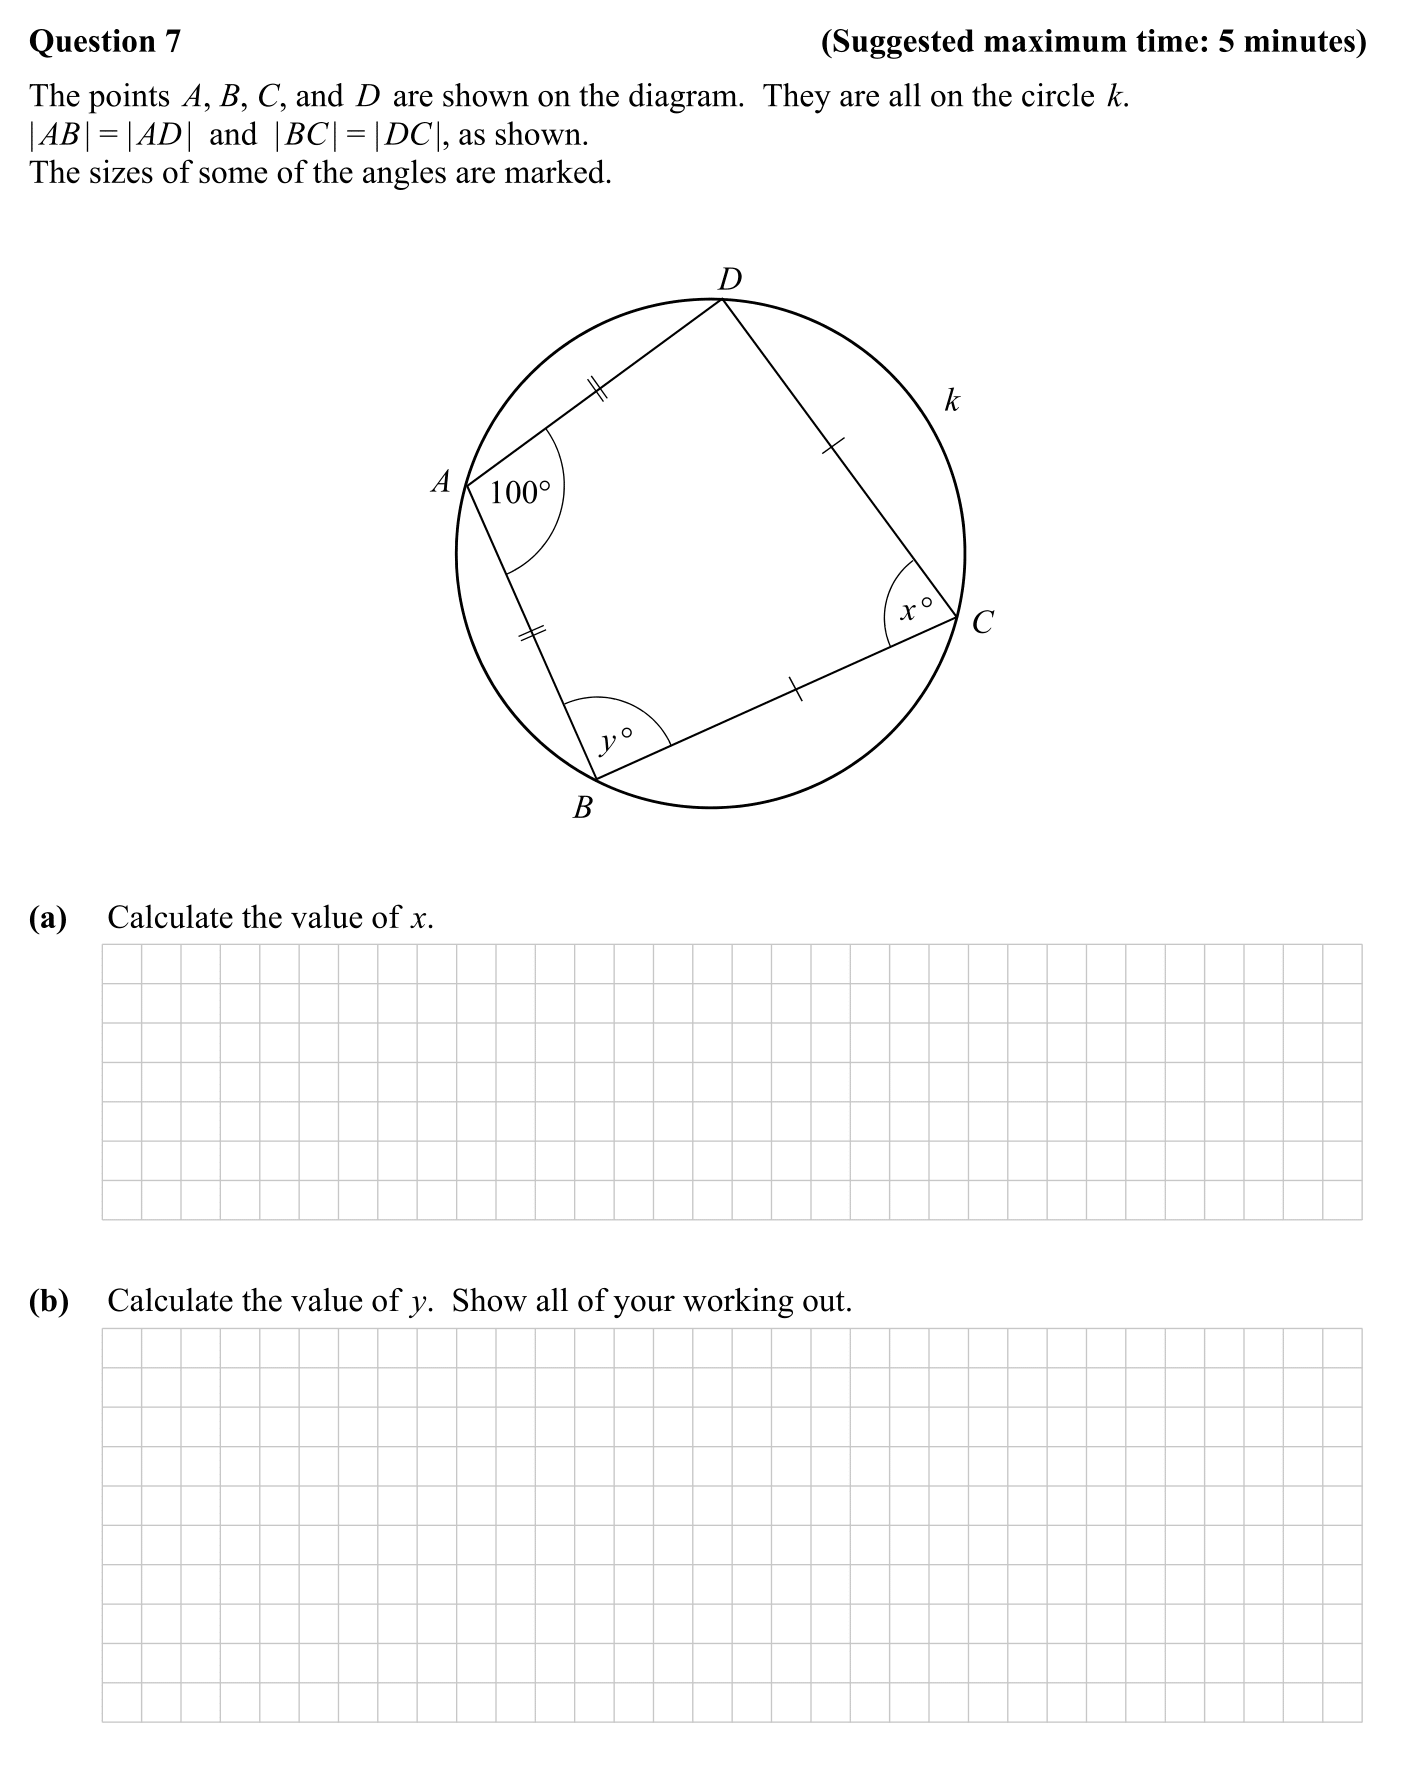 Question 7 (Suggested maximum time: 5 minutes)
The points A, B, C, and D are shown on the diagram. They are all on the circle k.
|AB| = |AD| and |BC| = |DC|, as shown.
The sizes of some of the angles are marked.
D
k
A 100°
x° C
y°
B
(a) Calculate the value of x.
(b) Calculate the value of y. Show all of your working out.